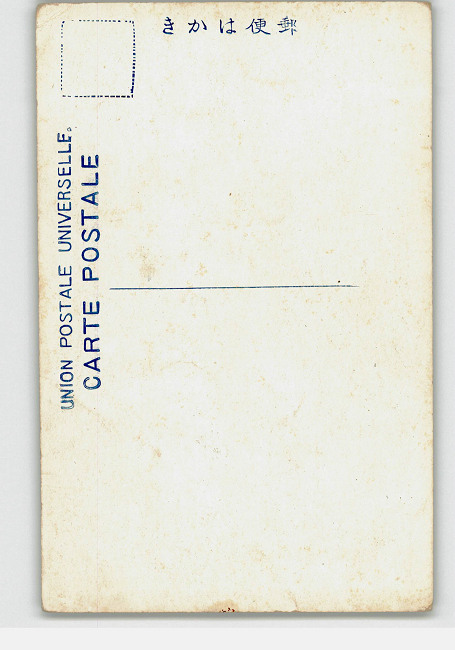 郵便はかき
UNION POSTALE UNIVERSELLE.
CARTE POSTALE